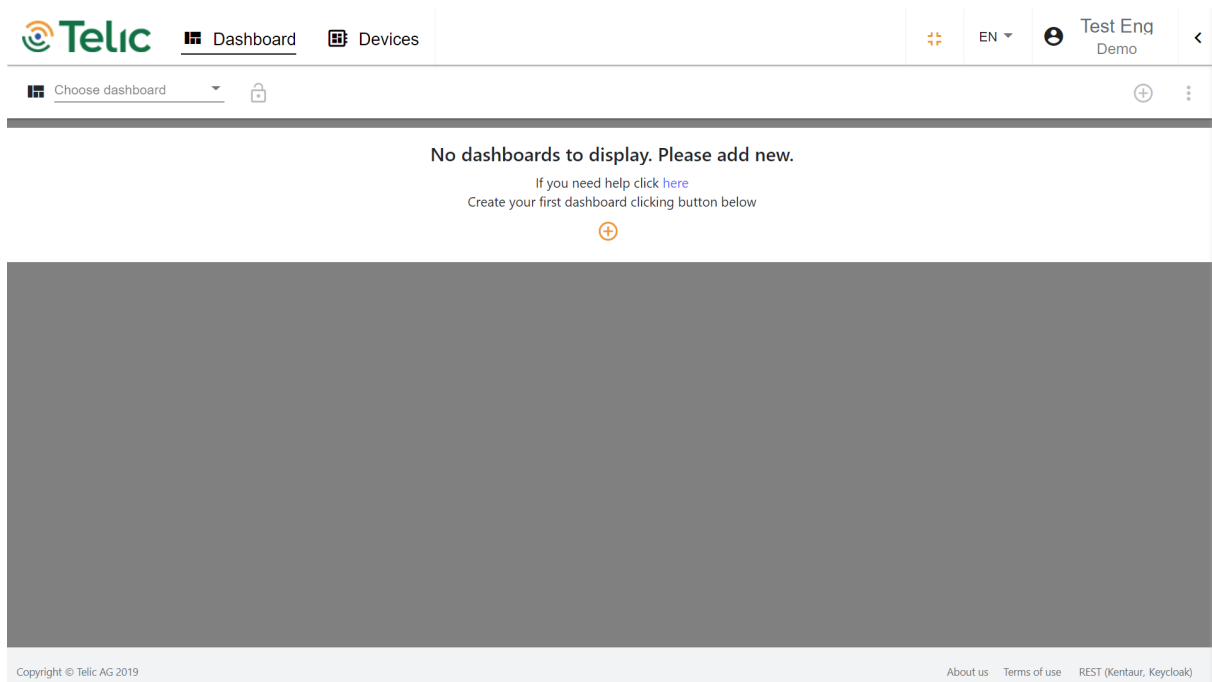 Telic
Dashboard
Devices
EN
Test Eng
Demo
Choose dashboard
No dashboards to display. Please add new.
If you need help click here
Create your first dashboard clicking button below
Copyright © Telic AG 2019
About us
Terms of use
REST (Kentaur, Keycloak)